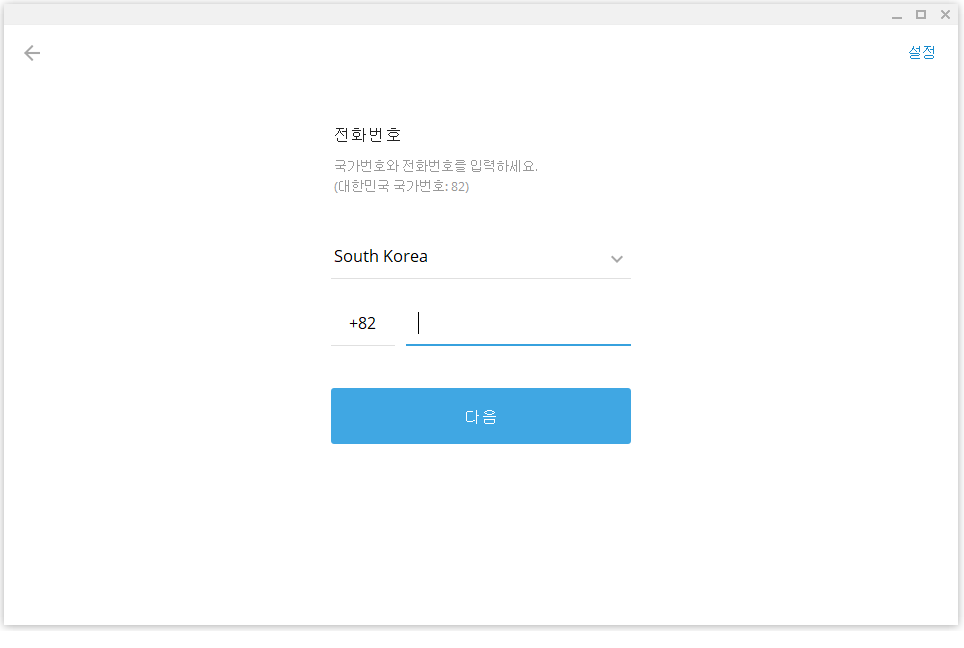 설정
전화번호
국가번호와 전화번호를 입력하세요.
(대한민국 국가번호: 82)
South Korea
+82
다음